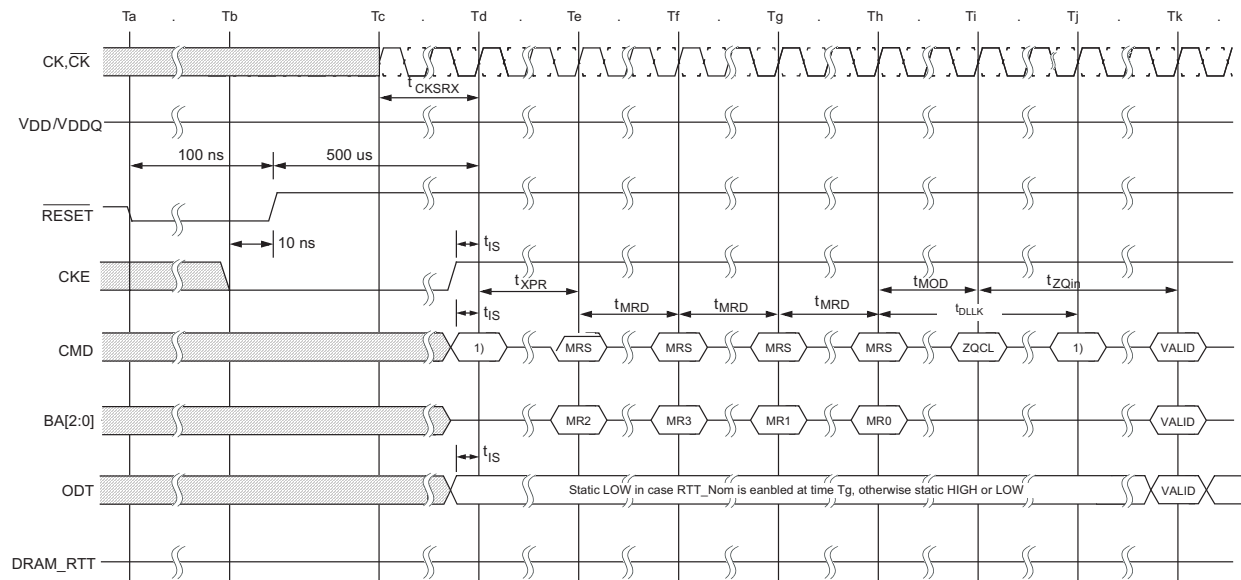 Ta . Tb . Tc . Td . Te . Tf . Tg . Th . Ti . Tj . Tk .
CK,CK
tCKSRX
VDD/VDDQ
100 ns 500 us
RESET
10 ns tIS
CKE
tXPR tMOD tZQin
tIS tMRD tMRD tMRD tDLLK
CMD 1) MRS MRS MRS MRS ZQCL 1) VALID
BA[2:0] MR2 MR3 MR1 MR0 VALID
tIS
ODT Static LOW in case RTT_Nom is eanbled at time Tg, otherwise static HIGH or LOW VALID
DRAM_RTT